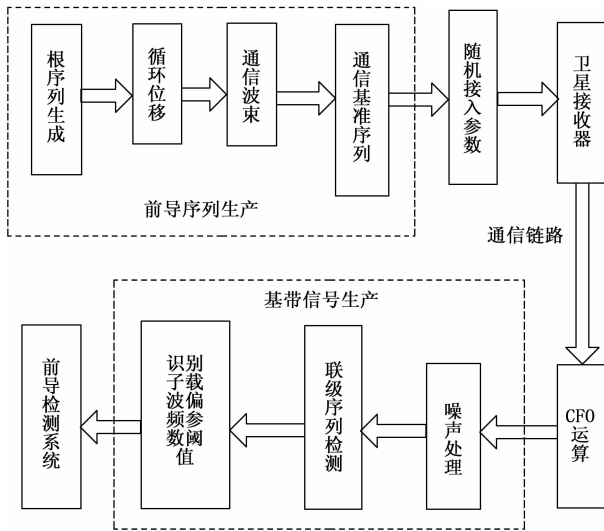 根序列生成
循环位移
通信波束
通信基准序列
随机接入参数
卫星接收器
前导序列生产
通信链路
基带信号生产
前导检测系统
识别子载波偏频参数阈值
联级序列检测
噪声处理
CFO
运算